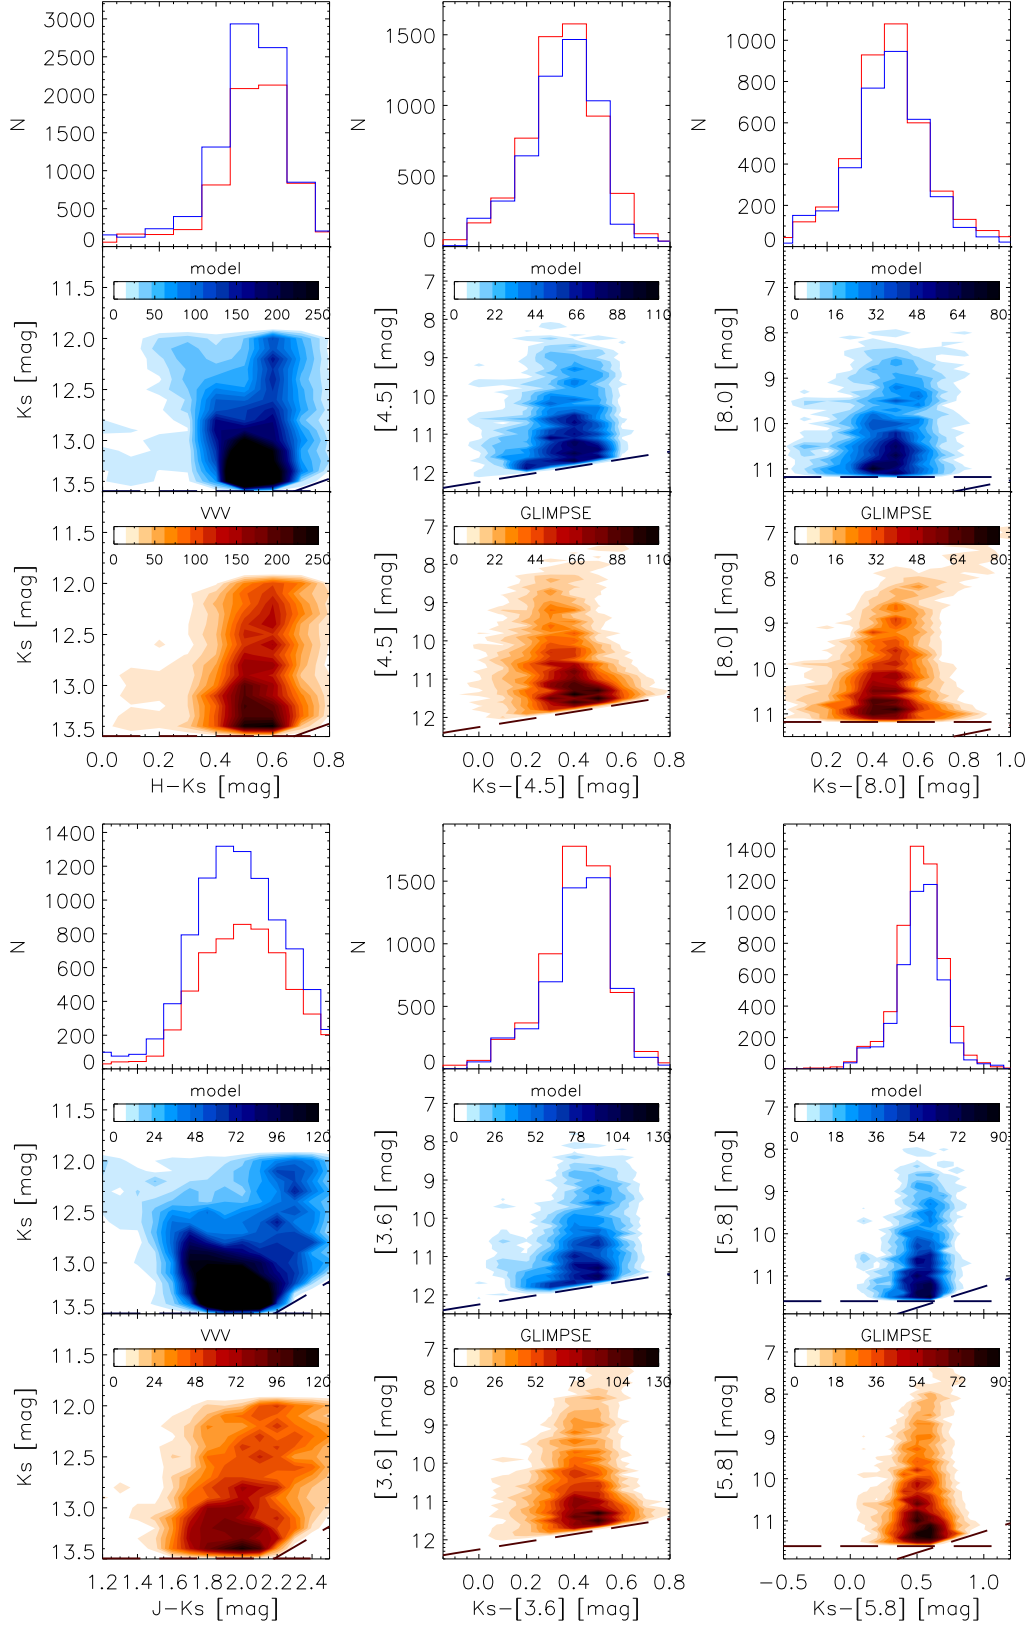 3000
2500
2000
1500
1000
500
0
N
1500
1000
500
0
N
1000
800
600
400
200
0
N
model
0 50 100 150 200 250
11.5
12.0
12.5
13.0
13.5
Ks [mag]
model
0 22 44 66 88 110
7
8
9
10
11
12
[4.5] [mag]
model
0 16 32 48 64 80
7
8
9
10
11
[8.0] [mag]
VVV
0 50 100 150 200 250
11.5
12.0
12.5
13.0
13.5
Ks [mag]
0.0 0.2 0.4 0.6 0.8
H−Ks [mag]
GLIMPSE
0 22 44 66 88 110
7
8
9
10
11
12
[4.5] [mag]
0.0 0.2 0.4 0.6 0.8
Ks−[4.5] [mag]
GLIMPSE
0 16 32 48 64 80
7
8
9
10
11
[8.0] [mag]
0.2 0.4 0.6 0.8 1.0
Ks−[8.0] [mag]
1400
1200
1000
800
600
400
200
0
N
1500
1000
500
0
N
1400
1200
1000
800
600
400
200
0
N
model
0 24 48 72 96 120
11.5
12.0
12.5
13.0
13.5
Ks [mag]
model
0 26 52 78 104 130
7
8
9
10
11
12
[3.6] [mag]
model
0 18 36 54 72 90
7
8
9
10
11
[5.8] [mag]
VVV
0 24 48 72 96 120
11.5
12.0
12.5
13.0
13.5
Ks [mag]
1.2 1.4 1.6 1.8 2.0 2.2 2.4
J−Ks [mag]
GLIMPSE
0 26 52 78 104 130
7
8
9
10
11
12
[3.6] [mag]
0.0 0.2 0.4 0.6 0.8
Ks−[3.6] [mag]
GLIMPSE
0 18 36 54 72 90
7
8
9
10
11
[5.8] [mag]
−0.5 0.0 0.5 1.0
Ks−[5.8] [mag]